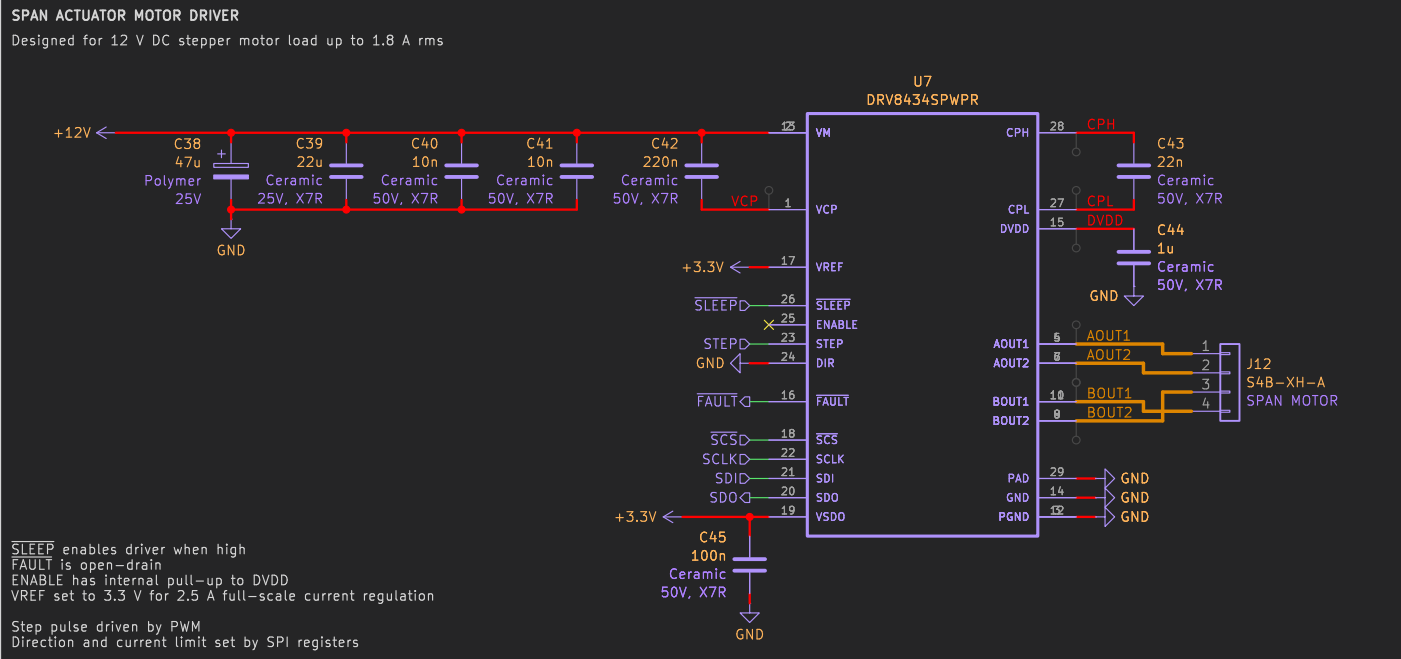 SPAN ACTUATOR MOTOR DRIVER
Designed for 12 V DC stepper motor load up to 1.8 A rms
U7
DRV8434SPWPR
+12V
C38
47u
Polymer
25V
+
GND
C39
22u
Ceramic
25V, X7R
C40
10n
Ceramic
50V, X7R
C41
10n
Ceramic
50V, X7R
C42
220n
Ceramic
50V, X7R
VM
VCP
1
VCP
+3.3V
17
VREF
SLEEP
26
SLEEP
25
ENABLE
STEP
23
STEP
GND
24
DIR
FAULT
16
FAULT
SCS
18
SCS
SCLK
22
SCLK
SDI
21
SDI
SDO
20
SDO
+3.3V
19
VSDO
C45
100n
Ceramic
50V, X7R
GND
CPH
28
CPH
C43
22n
Ceramic
50V, X7R
CPL
27
CPL
DVDD
15
DVDD
C44
1u
Ceramic
50V, X7R
GND
AOUT1
AOUT1
1
AOUT2
AOUT2
2
BOUT1
BOUT1
3
BOUT2
BOUT2
4
J12
S4B-XH-A
SPAN MOTOR
PAD
29
GND
GND
14
GND
PGND
GND
SLEEP enables driver when high
FAULT is open-drain
ENABLE has internal pull-up to DVDD
VREF set to 3.3 V for 2.5 A full-scale current regulation
Step pulse driven by PWM
Direction and current limit set by SPI registers